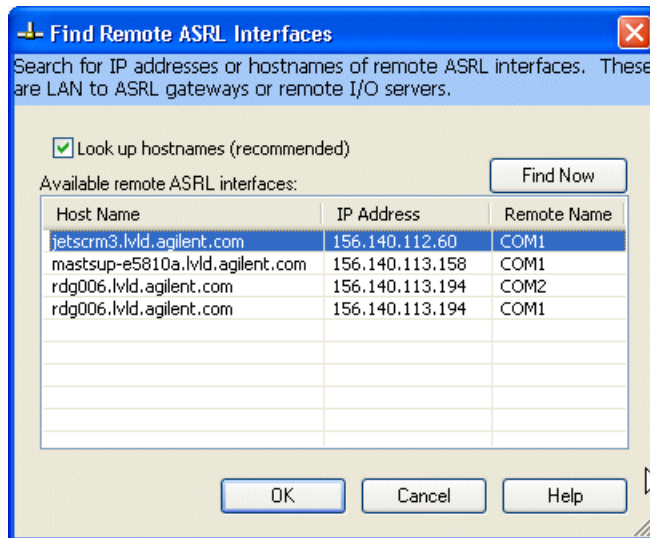 Find Remote ASRL Interfaces
Search for IP addresses or hostnames of remote ASRL interfaces. These
are LAN to ASRL gateways or remote I/O servers.
Look up hostnames (recommended)
Find Now
Available remote ASRL interfaces:
Host Name IP Address Remote Name
jetscrm3.lvld.agilent.com 156.140.112.60 COM1
mastsup-e5810a.lvld.agilent.com 156.140.113.158 COM1
rdg006.lvld.agilent.com 156.140.113.194 COM2
rdg006.lvld.agilent.com 156.140.113.194 COM1
OK Cancel Help